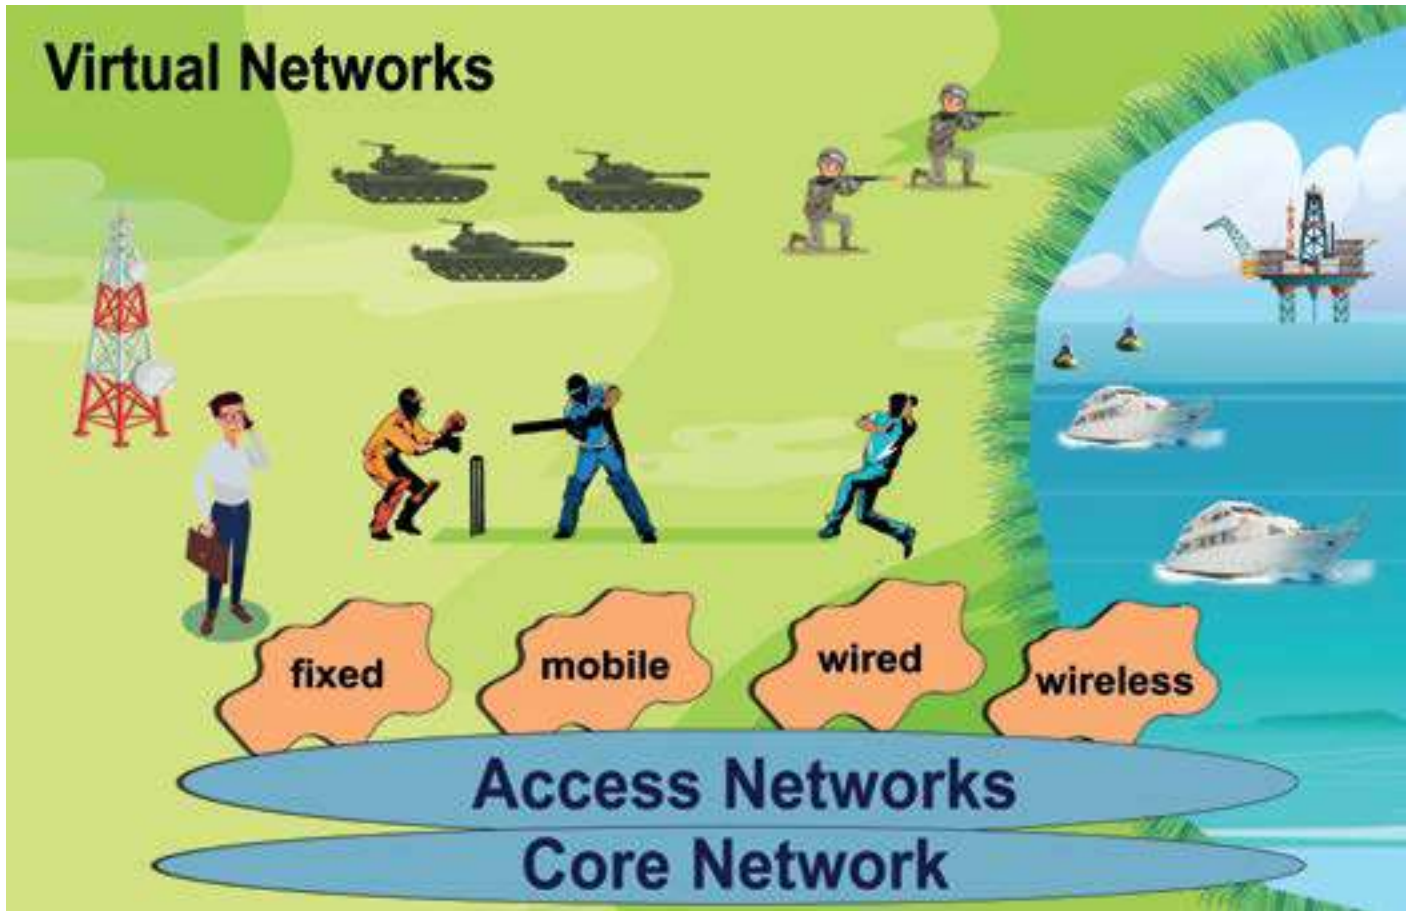 Virtual Networks
fixed
mobile
wired
wireless
Access Networks
Core Network